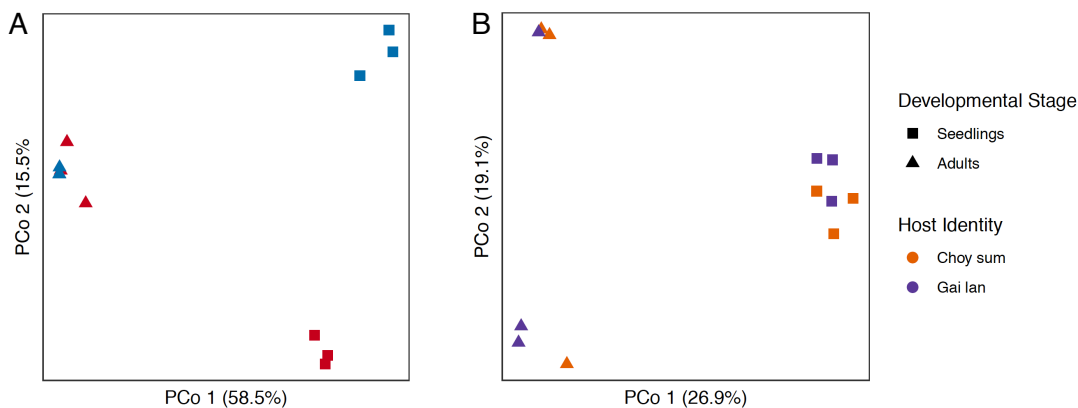 A
B
PCo 2 (15.5%
PCo 1 (58.5%)
PCo 2 (19.1%)
PCo 1 (26.9%)
Developmental Stage
Seedlings
Adults
Host Identity
Choy sum
Gai lan